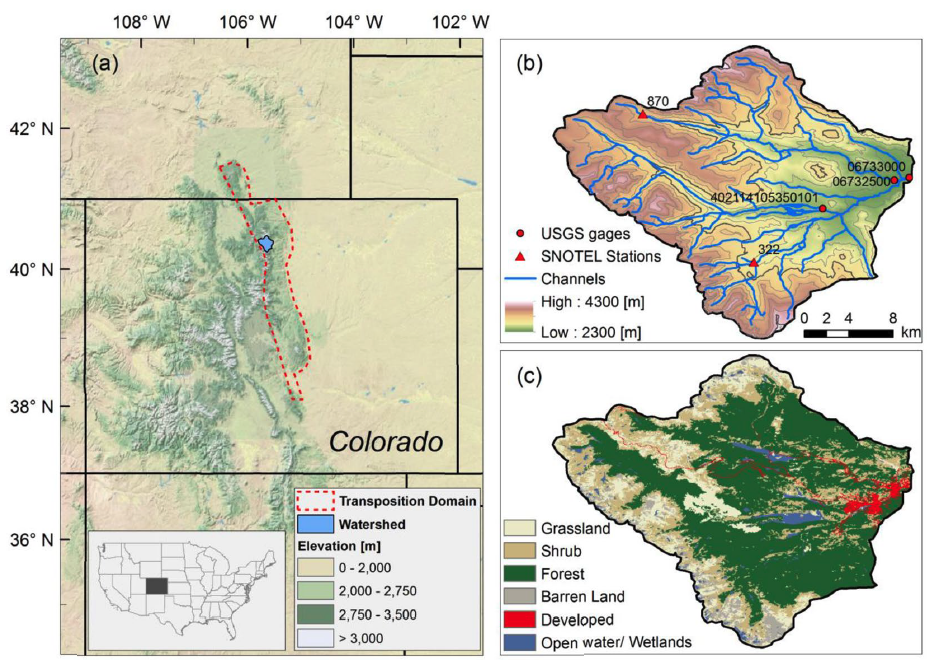 108° W 106° W 104° W 102° W
(a)
42° N
40° N
38° N
36° N
Colorado
Transposition Domain
Watershed
Elevation [m]
0 - 2,000
2,000 - 2,750
2,750 - 3,500
> 3,000
(b)
870
06733000
06732500
402114105350101
322
USGS gages
SNOTEL Stations
Channels
High : 4300 [m]
Low : 2300 [m]
0 2 4 8
km
(c)
Grassland
Shrub
Forest
Barren Land
Developed
Open water/ Wetlands